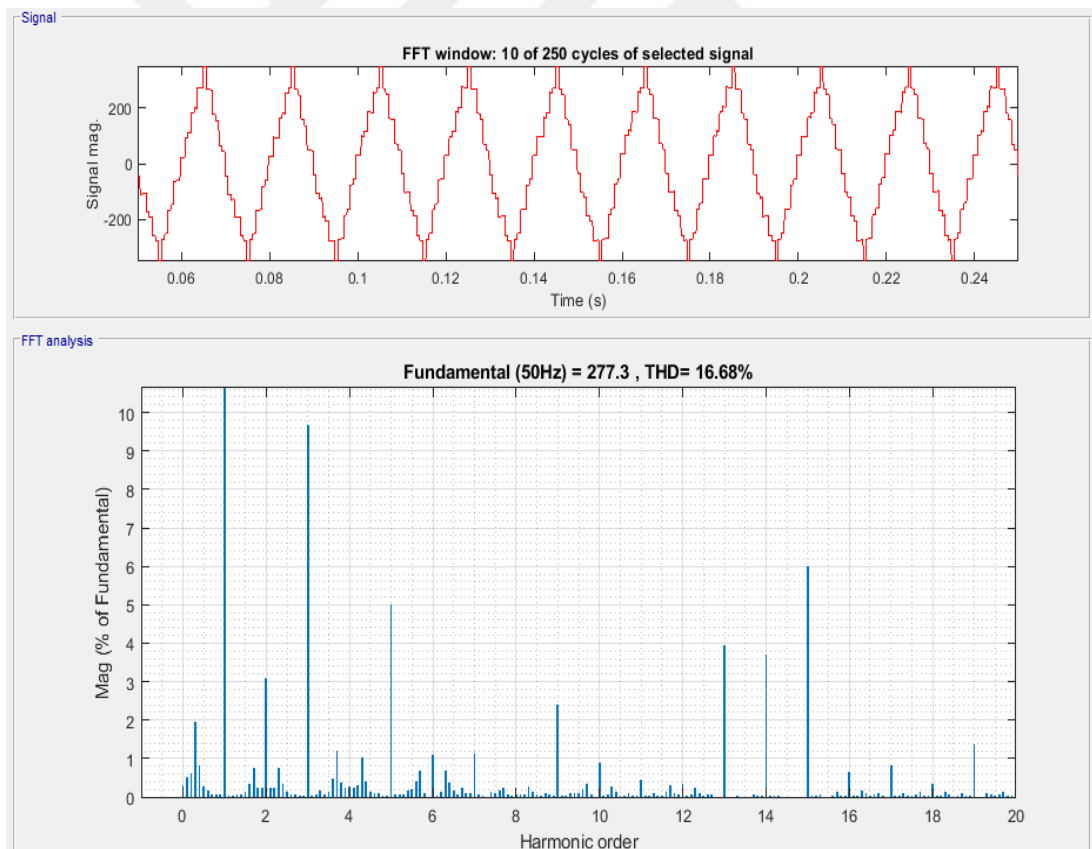 Signal
FFT window: 10 of 250 cycles of selected signal
200
0
-200
Signal mag.
0.06 0.08 0.1 0.12 0.14 0.16 0.18 0.2 0.22 0.24
Time (s)
FFT analysis
Fundamental (50Hz) = 277.3 , THD= 16.68%
10
9
8
7
6
5
4
3
2
1
0
Mag (% of Fundamental)
0 2 4 6 8 10 12 14 16 18 20
Harmonic order